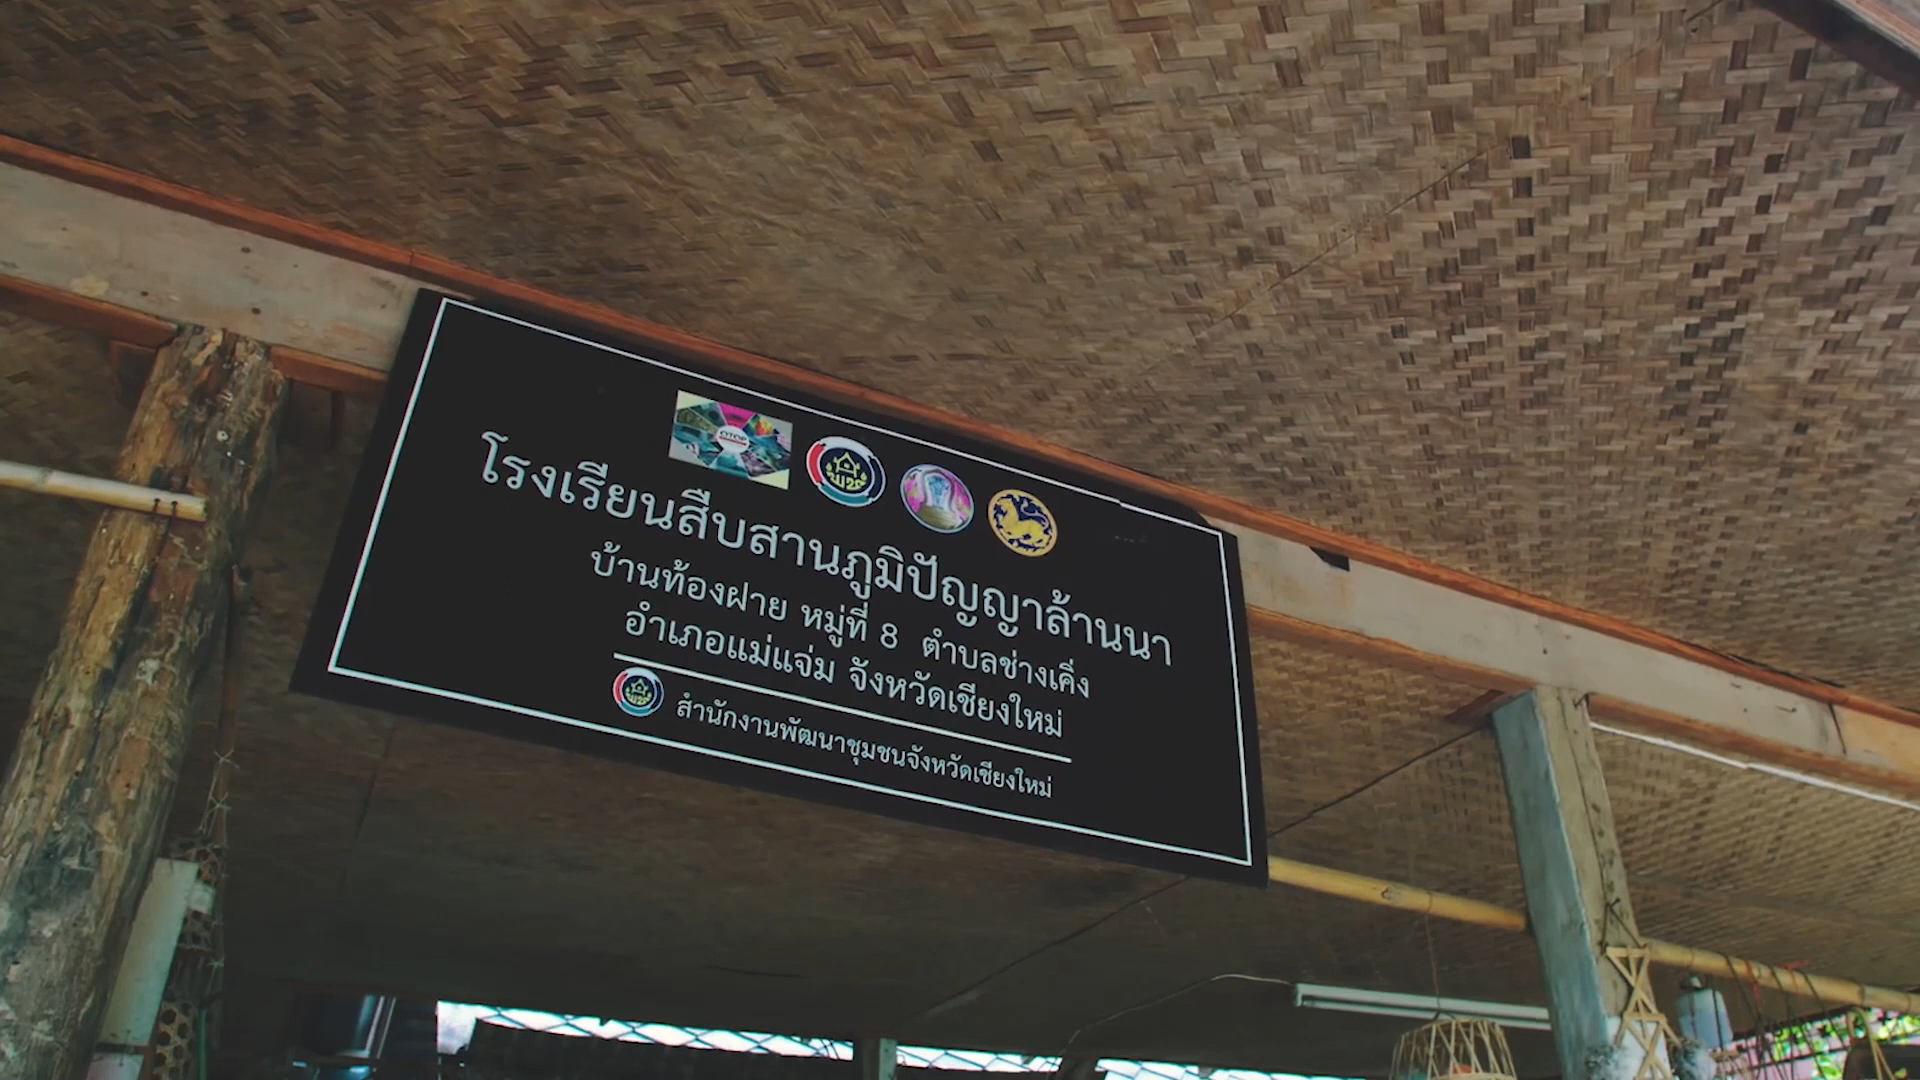 OTOP
โรงเรียนสืบสานภูมิปัญญาล้านนา
บ้านท้องฝาย หมู่ที่ 8 ตำบลช่างเคิ่ง
อำเภอแม่แจ่ม จังหวัดเชียงใหม่
สำนักงานพัฒนาชุมชนจังหวัดเชียงใหม่